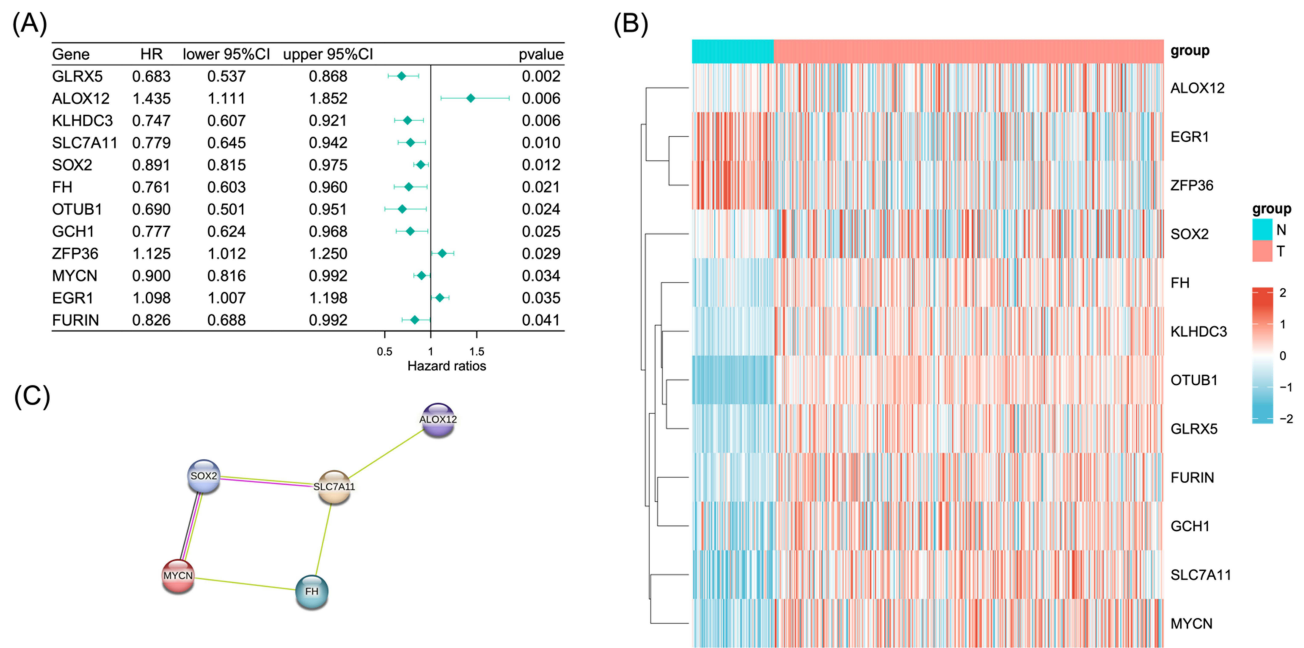 (A)
Gene HR lower 95%CI upper 95%CI pvalue
GLRX5 0.683 0.537 0.868 0.002
ALOX12 1.435 1.111 1.852 0.006
KLHDC3 0.747 0.607 0.921 0.006
SLC7A11 0.779 0.645 0.942 0.010
SOX2 0.891 0.815 0.975 0.012
FH 0.761 0.603 0.960 0.021
OTUB1 0.690 0.501 0.951 0.024
GCH1 0.777 0.624 0.968 0.025
ZFP36 1.125 1.012 1.250 0.029
MYCN 0.900 0.816 0.992 0.034
EGR1 1.098 1.007 1.198 0.035
FURIN 0.826 0.688 0.992 0.041
0.5 1 1.5
Hazard ratios
(B)
group
ALOX12
EGR1
ZFP36
SOX2
FH
KLHDC3
OTUB1
GLRX5
FURIN
GCH1
SLC7A11
MYCN
group
N
T
2
1
0
−1
−2
(C)
ALOX12
SOX2
SLC7A11
MYCN
FH